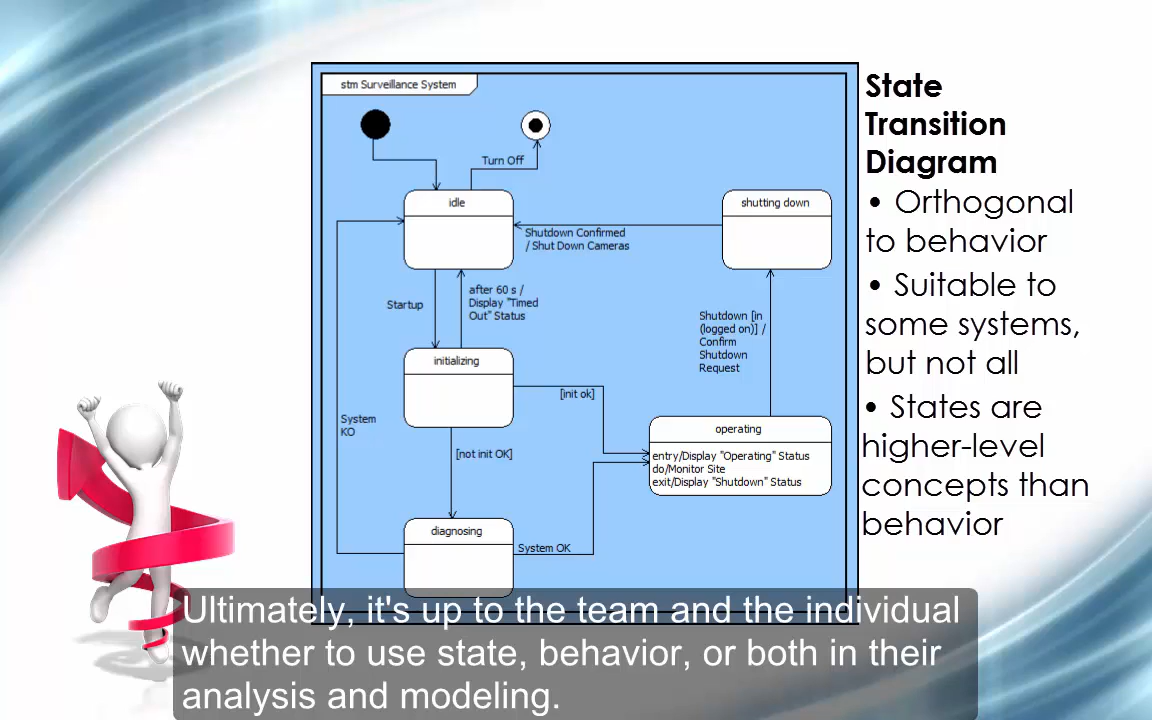 stm Surveillance System
Turn Off
idle
shutting down
Shutdown Confirmed
/ Shut Down Cameras
Startup
after 60 s /
Display "Timed
Out" Status
Shutdown [in
(logged on)] /
Confirm
Shutdown
Request
initializing
[init ok]
System
KO
[not init OK]
operating
entry/Display "Operating" Status
do/Monitor Site
exit/Display "Shutdown" Status
diagnosing
System OK
State
Transition
Diagram
• Orthogonal
to behavior
• Suitable to
some systems,
but not all
• States are
higher-level
concepts than
behavior
Ultimately, it's up to the team and the individual
whether to use state, behavior, or both in their
analysis and modeling.